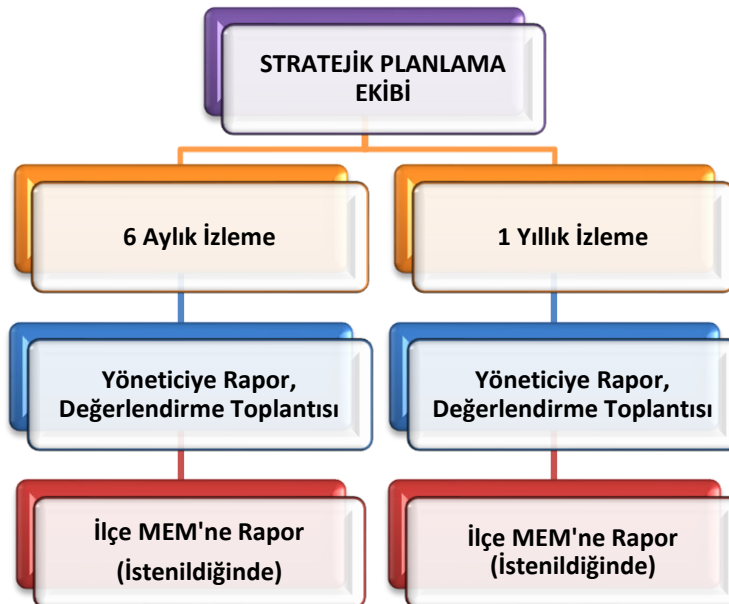 STRATEJİK PLANLAMA
EKİBİ
6 Aylık İzleme
1 Yıllık İzleme
Yöneticiye Rapor,
Değerlendirme Toplantısı
Yöneticiye Rapor,
Değerlendirme Toplantısı
İlçe MEM'ne Rapor
(İstenildiğinde)
İlçe MEM'ne Rapor
(İstenildiğinde)